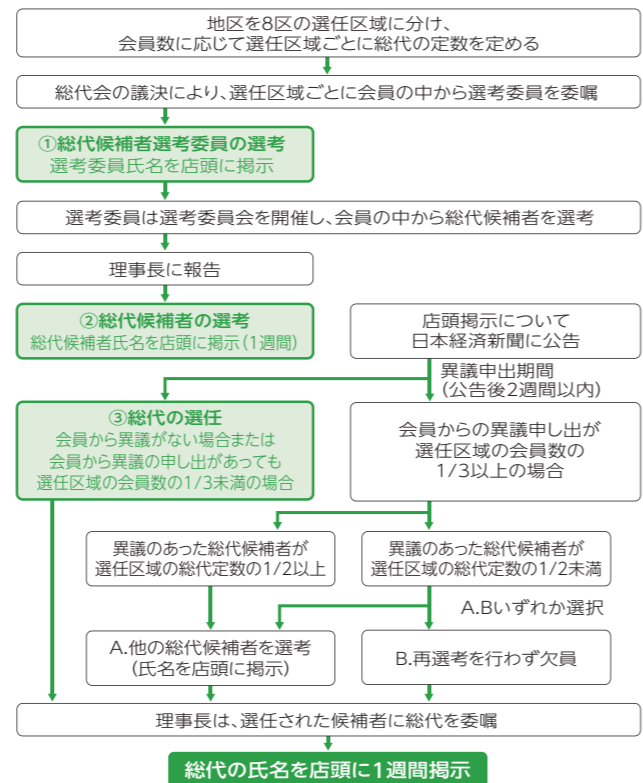 地区を8区の選任区域に分け、
会員数に応じて選任区域ごとに総代の定数を定める
総代会の議決により、選任区域ごとに会員の中から選考委員を委嘱
①総代候補者選考委員の選考
選考委員氏名を店頭に掲示
選考委員は選考委員会を開催し、会員の中から総代候補者を選考
理事長に報告
②総代候補者の選考
総代候補者氏名を店頭に掲示(1週間)
店頭掲示について
日本経済新聞に公告
異議申出期間
(公告後2週間以内)
③総代の選任
会員から異議がない場合または
会員から異議の申し出があっても
選任区域の会員数の1/3未満の場合
会員からの異議申し出が
選任区域の会員数の
1/3以上の場合
異議のあった総代候補者が
選任区域の総代定数の1/2以上
異議のあった総代候補者が
選任区域の総代定数の1/2未満
A.Bいずれか選択
A.他の総代候補者を選考
(氏名を店頭に掲示)
B.再選考を行わず欠員
理事長は、選任された候補者に総代を委嘱
総代の氏名を店頭に1週間掲示